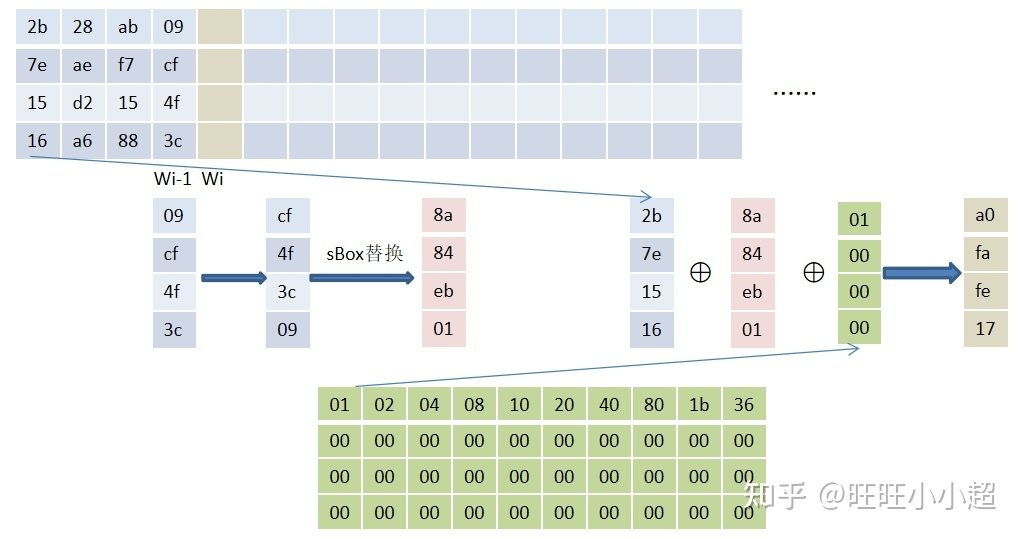 2b 28 ab 09
7e ae f7 cf
15 d2 15 4f
16 a6 88 3c
......
Wi-1 Wi
09 cf 8a 2b 8a 01 a0
cf 4f sBox替换 84 7e ⊕ 84 ⊕ 00 fa
4f 3c eb 15 eb 00 fe
3c 09 01 16 01 00 17
01 02 04 08 10 20 40 80 1b 36
00 00 00 00 00 00 00 00 00 00
00 00 00 00 00 00 00 00 00 00
00 00 00 00 00 00 00 00 00 00
知乎 @旺旺小小超